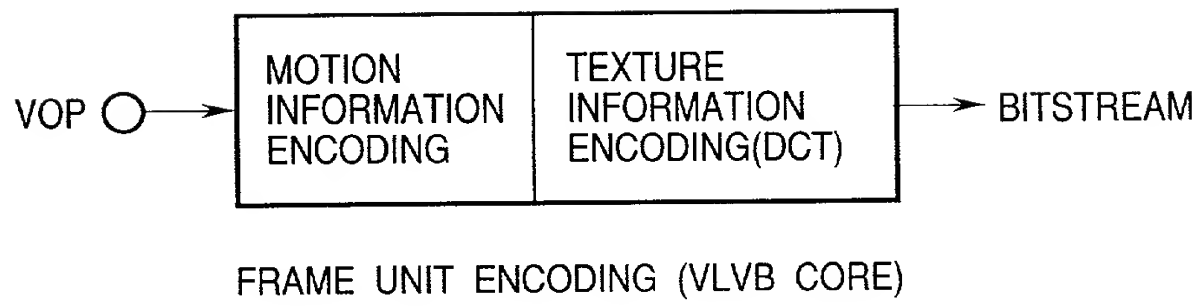 VOP
MOTION
INFORMATION
ENCODING
TEXTURE
INFORMATION
ENCODING(DCT)
BITSTREAM
FRAME UNIT ENCODING (VLVB CORE)